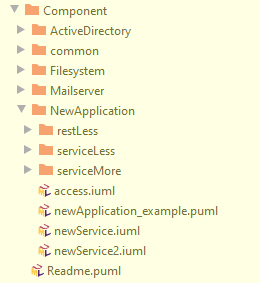 Component
ActiveDirectory
common
Filesystem
Mailserver
NewApplication
restLess
serviceLess
serviceMore
access.iuml
newApplication_example.puml
newService.iuml
newService2.iuml
Readme.puml